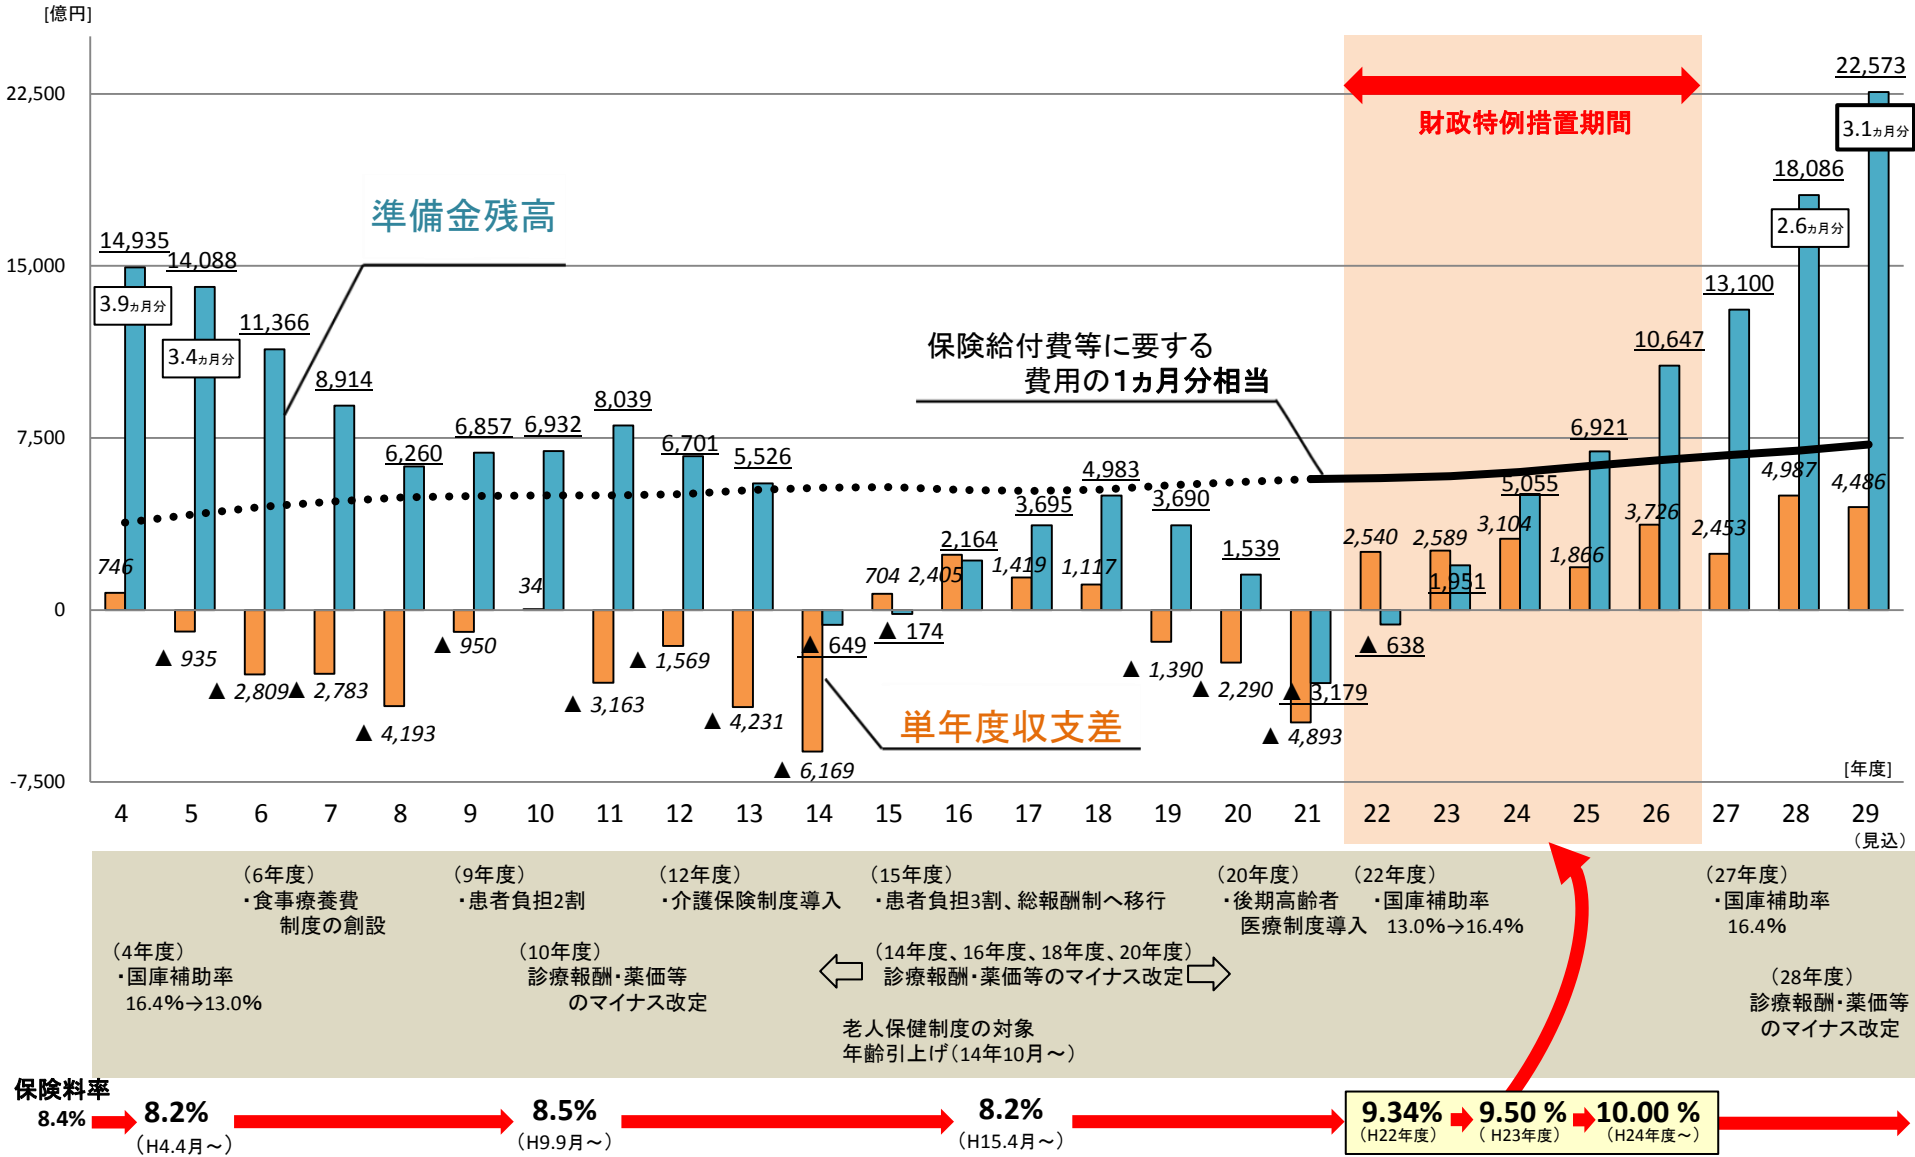 [億円]
22,500
15,000
7,500
0
-7,500
財政特例措置期間
準備金残高
保険給付費等に要する
費用の1ヵ月分相当
単年度収支差
14,935
3.9ヵ月分
14,088
3.4ヵ月分
11,366
8,914
6,260
6,857
6,932
8,039
6,701
5,526
▲ 649
▲ 174
2,164
3,695
4,983
3,690
1,539
▲ 3,179
▲ 638
1,951
5,055
6,921
10,647
13,100
18,086
2.6ヵ月分
22,573
3.1ヵ月分
746
▲ 935
▲ 2,809
▲ 2,783
▲ 4,193
▲ 950
34
▲ 3,163
▲ 1,569
▲ 4,231
▲ 6,169
704
2,405
1,419
1,117
▲ 1,390
▲ 2,290
▲ 4,893
2,540
2,589
3,104
1,866
3,726
2,453
4,987
4,486
[年度]
4 5 6 7 8 9 10 11 12 13 14 15 16 17 18 19 20 21 22 23 24 25 26 27 28 29
(見込)
(4年度)
・国庫補助率
16.4%→13.0%
(6年度)
・食事療養費
制度の創設
(9年度)
・患者負担2割
(10年度)
診療報酬・薬価等
のマイナス改定
(12年度)
・介護保険制度導入
(15年度)
・患者負担3割、総報酬制へ移行
(14年度、16年度、18年度、20年度)
診療報酬・薬価等のマイナス改定
老人保健制度の対象
年齢引上げ(14年10月～)
(20年度)
・後期高齢者
医療制度導入
(22年度)
・国庫補助率
13.0%→16.4%
(27年度)
・国庫補助率
16.4%
(28年度)
診療報酬・薬価等
のマイナス改定
保険料率
8.4%
8.2%
(H4.4月～)
8.5%
(H9.9月～)
8.2%
(H15.4月～)
9.34%
(H22年度)
9.50 %
( H23年度)
10.00 %
(H24年度～)